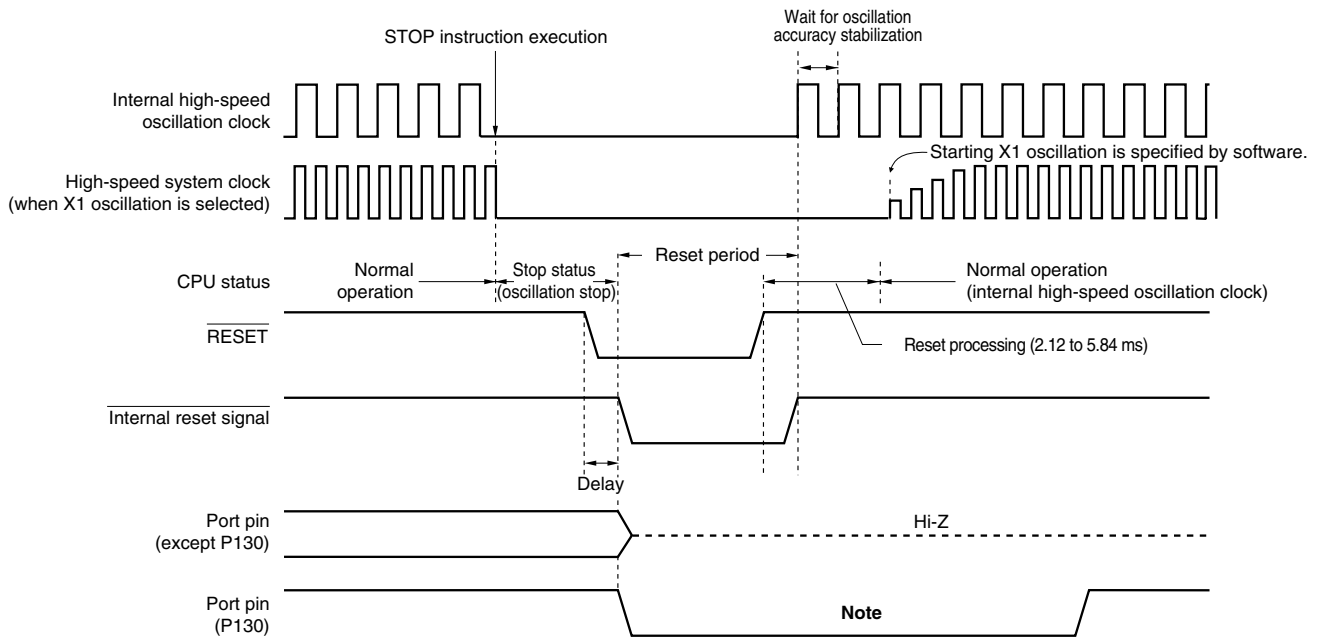 Wait for oscillation
accuracy stabilization
STOP instruction execution
Internal high-speed
oscillation clock
Starting X1 oscillation is specified by software.
High-speed system clock
(when X1 oscillation is selected)
Reset period
CPU status
Normal
operation
Stop status
(oscillation stop)
Normal operation
(internal high-speed oscillation clock)
RESET
Reset processing (2.12 to 5.84 ms)
Internal reset signal
Delay
Port pin
(except P130)
Hi-Z
Port pin
(P130)
Note